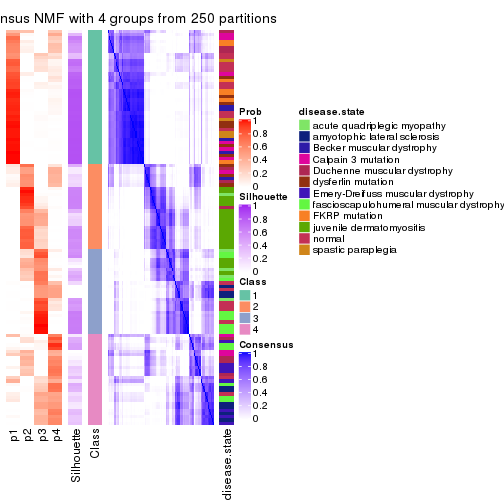 nsus NMF with 4 groups from 250 partitions
Prob
1
0.8
0.6
0.4
0.2
0
Silhouette
1
0.8
0.6
0.4
0.2
0
Class
1
2
3
4
Consensus
1
0.8
0.6
0.4
0.2
0
disease.state
acute quadriplegic myopathy
amyotophic lateral sclerosis
Becker muscular dystrophy
Calpain 3 mutation
Duchenne muscular dystrophy
dysferlin mutation
Emery-Dreifuss muscular dystrophy
fascioscapulohumeral muscular dystrophy
FKRP mutation
juvenile dermatomyositis
normal
spastic paraplegia
p1
p2
p3
p4
Silhouette
Class
disease.state